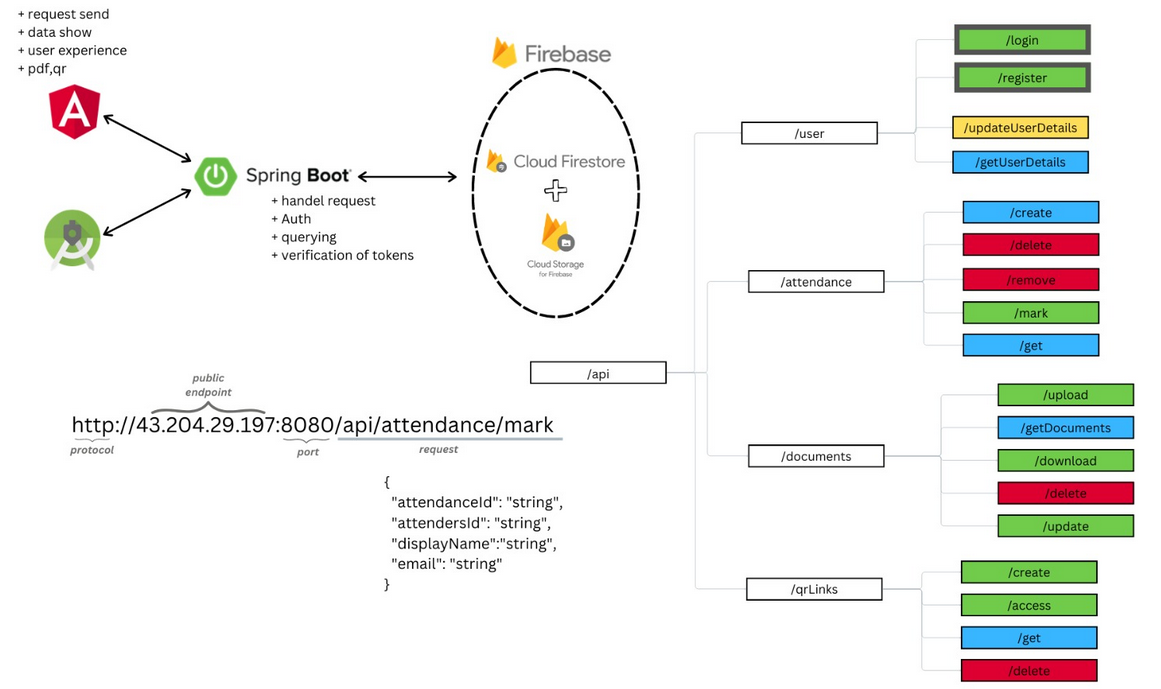 + request send
+ data show
+ user experience
+ pdf,qr
Spring Boot
+ handel request
+ Auth
+ querying
+ verification of tokens
Firebase
Cloud Firestore
Cloud Storage
for Firebase
public
endpoint
http://43.204.29.197:8080/api/attendance/mark
protocol
port
request
{
"attendanceId": "string",
"attendersId": "string",
"displayName":"string",
"email": "string"
}
/api
/user
/login
/register
/updateUserDetails
/getUserDetails
/attendance
/create
/delete
/remove
/mark
/get
/documents
/upload
/getDocuments
/download
/delete
/update
/qrLinks
/create
/access
/get
/delete